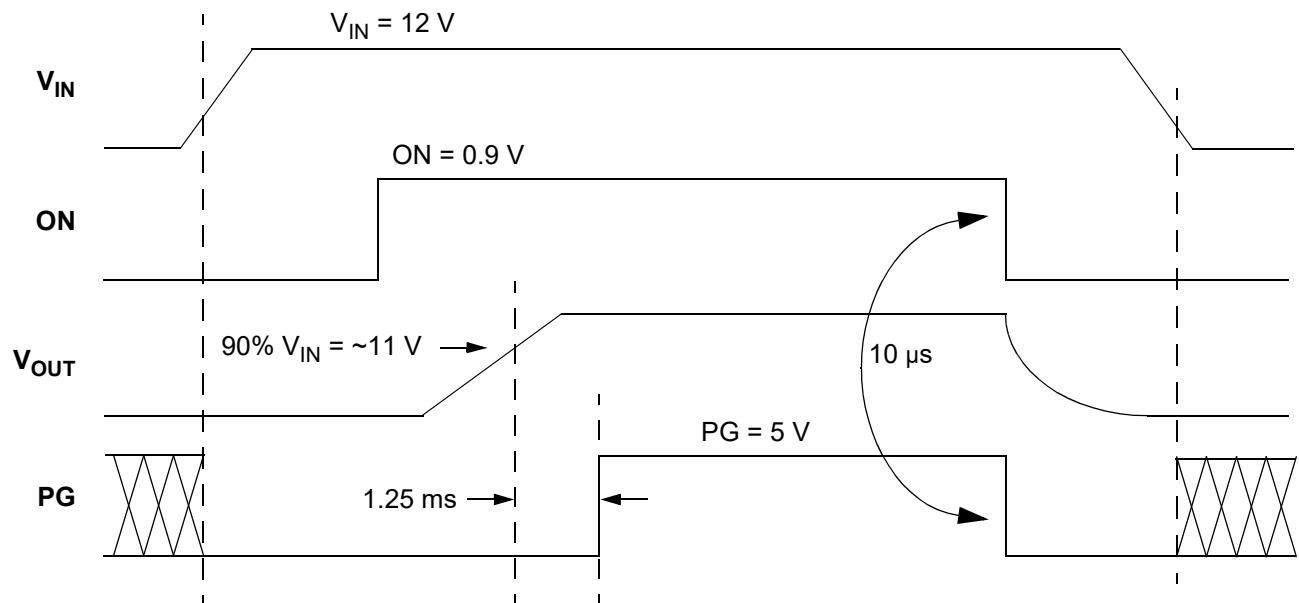 V_IN = 12 V
V_IN
ON = 0.9 V
ON
90% V_IN = ~11 V
10 µs
V_OUT
PG = 5 V
PG
1.25 ms